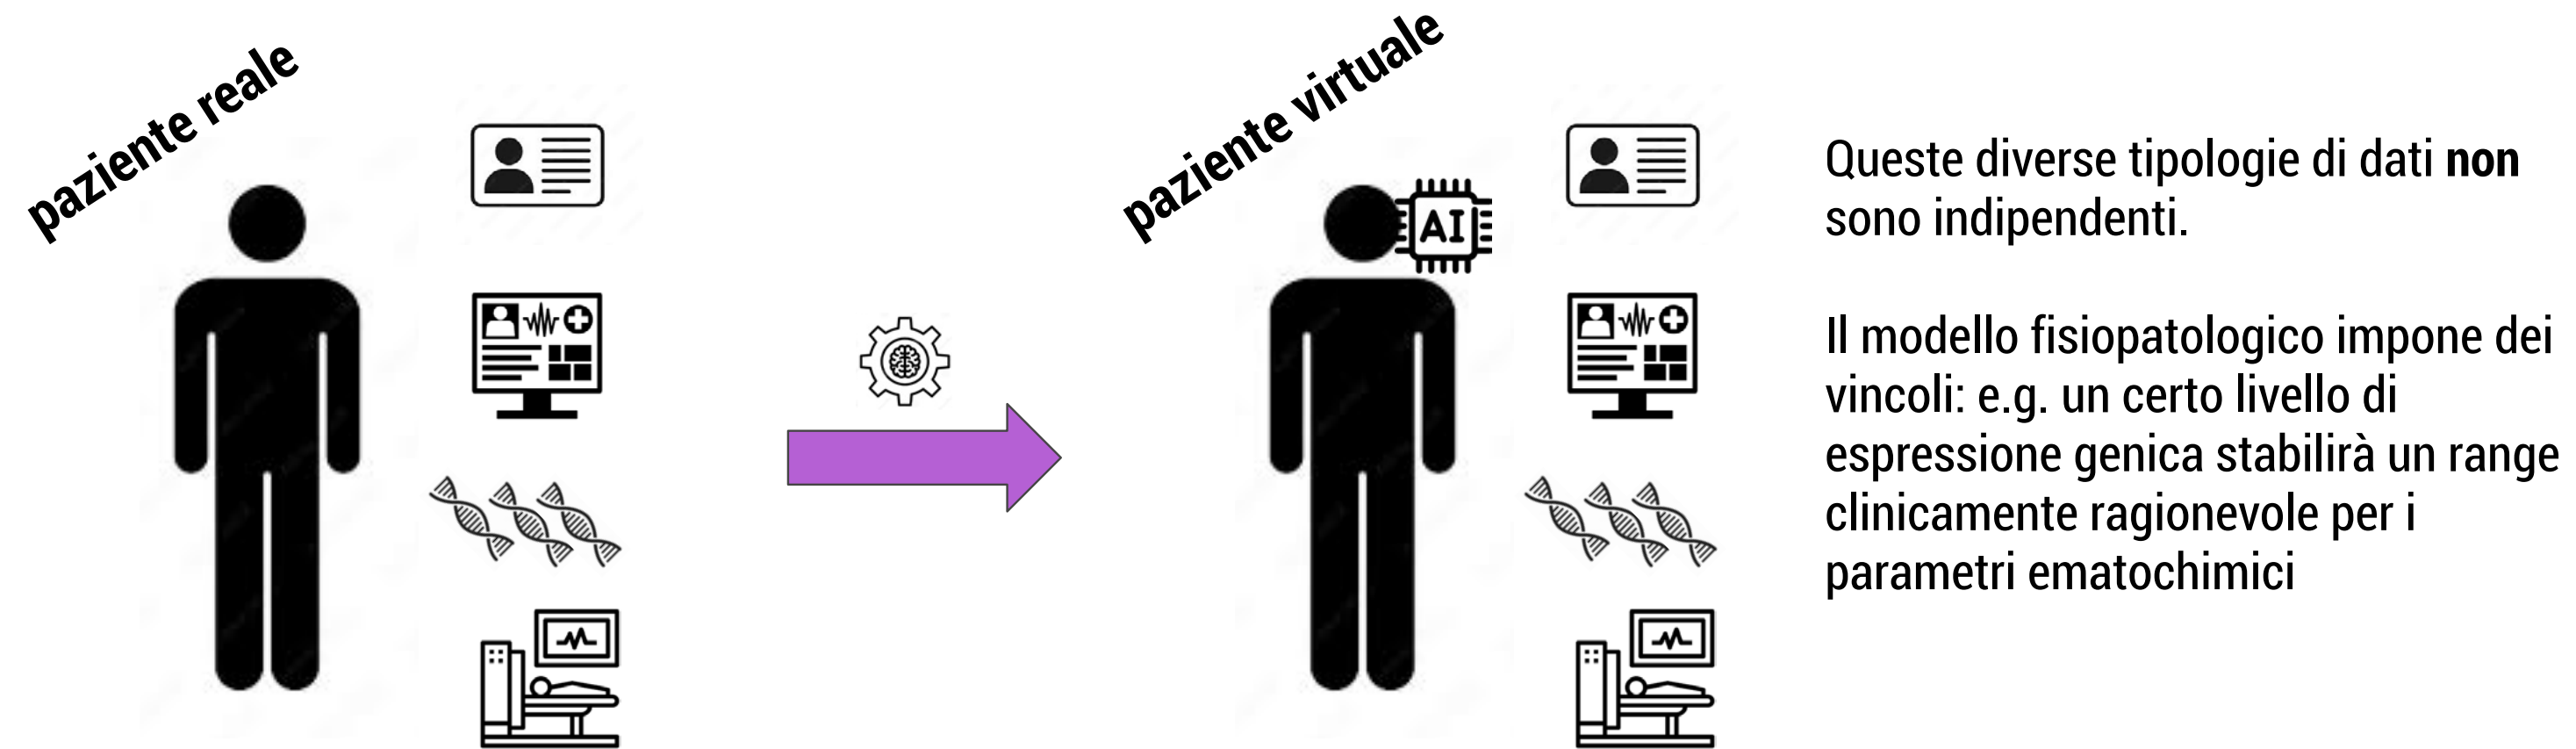 paziente reale
paziente virtuale
AI
Queste diverse tipologie di dati non
sono indipendenti.
Il modello fisiopatologico impone dei
vincoli: e.g. un certo livello di
espressione genica stabilirà un range
clinicamente ragionevole per i
parametri ematochimici